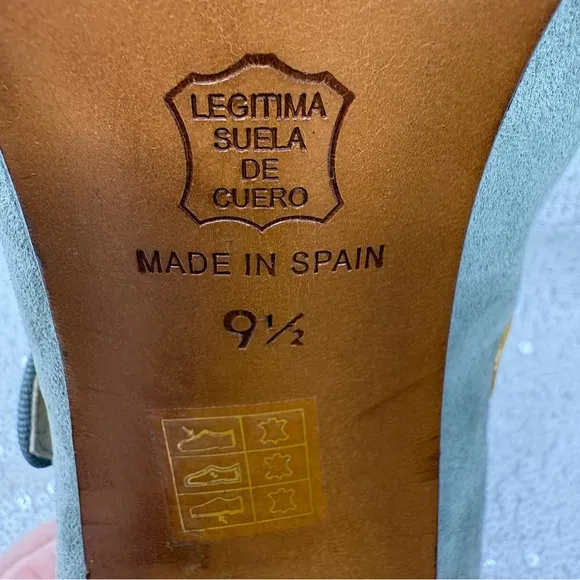 LEGITIMA
SUELA
DE
CUERO
MADE IN SPAIN
9½